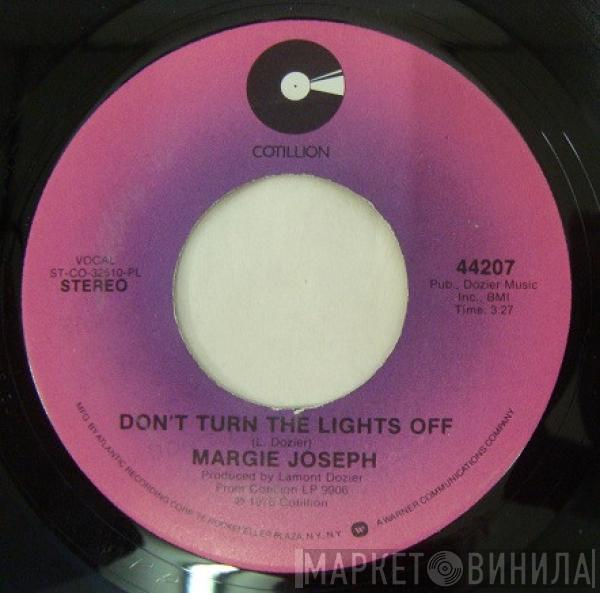 COTILLION
VOCAL
ST-CO-32510-PL
STEREO
44207
Pub., Dozier Music
Inc., BMI
Time: 3:27
DON'T TURN THE LIGHTS OFF
(L. Dozier)
MARGIE JOSEPH
Produced by Lamont Dozier
From Cotillion LP 9906
℗ 1976 Cotillion
MFG. BY ATLANTIC RECORDING CORP., 75 ROCKEFELLER PLAZA, N.Y., N.Y.
A WARNER COMMUNICATIONS COMPANY
МАРКЕТ ВИНИЛА